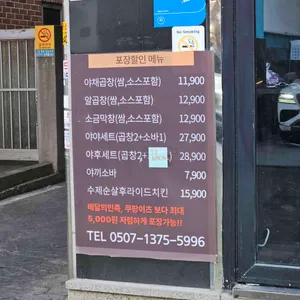 No Smoking
포장할인 메뉴
야채곱창(쌈,소스포함) 11,900
알곱창(쌈,소스포함) 12,900
소금막창(쌈,소스포함) 12,900
야야세트(곱창2+소바1) 27,900
야후세트(곱창2+ 28,900
야끼소바 7,900
수제순살후라이드치킨 15,900
배달의민족, 쿠팡이츠 보다 최대
5,000원 저렴하게 포장가능!!
TEL 0507-1375-5996